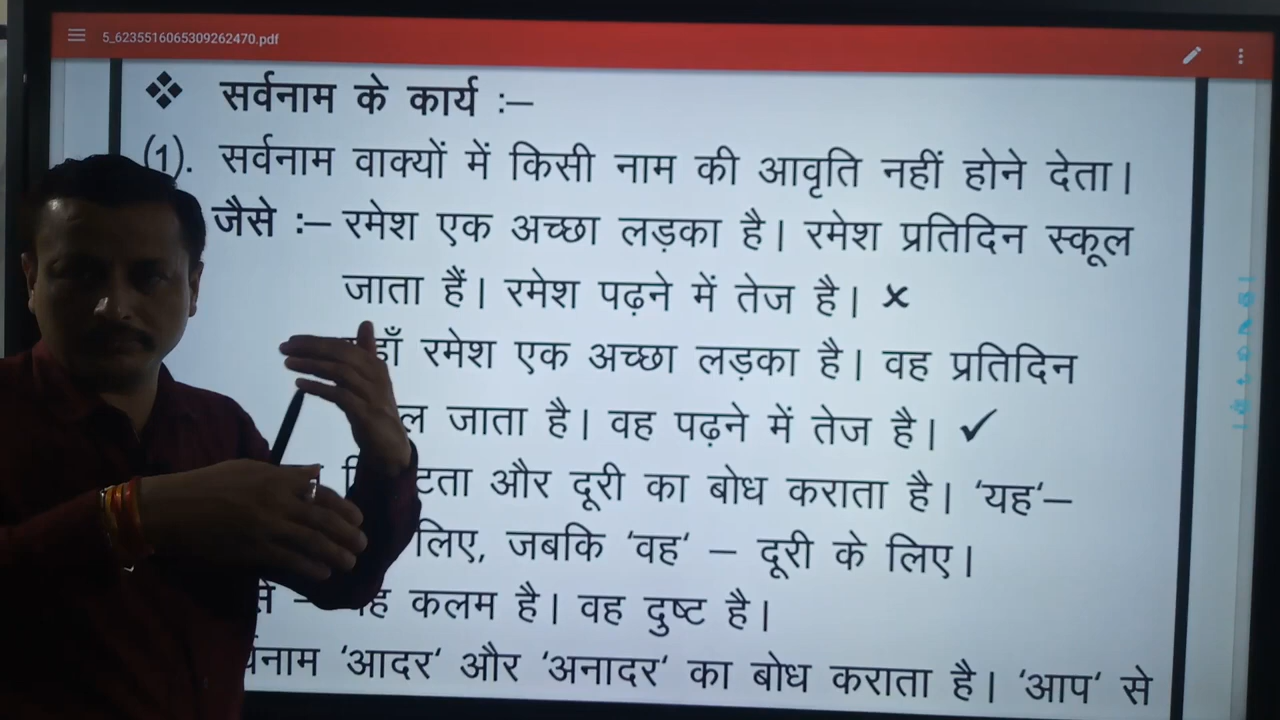 5_6235516065309262470.pdf
❖ सर्वनाम के कार्य :–
(1). सर्वनाम वाक्यों में किसी नाम की आवृति नहीं होने देता।
जैसे :– रमेश एक अच्छा लड़का है। रमेश प्रतिदिन स्कूल
जाता हैं। रमेश पढ़ने में तेज है। ×
रमेश एक अच्छा लड़का है। वह प्रतिदिन
जाता है। वह पढ़ने में तेज है। ✓
और दूरी का बोध कराता है। ‘यह‘–
लिए, जबकि ‘वह‘ – दूरी के लिए।
कलम है। वह दुष्ट है।
‘आदर‘ और ‘अनादर‘ का बोध कराता है। ‘आप‘ से